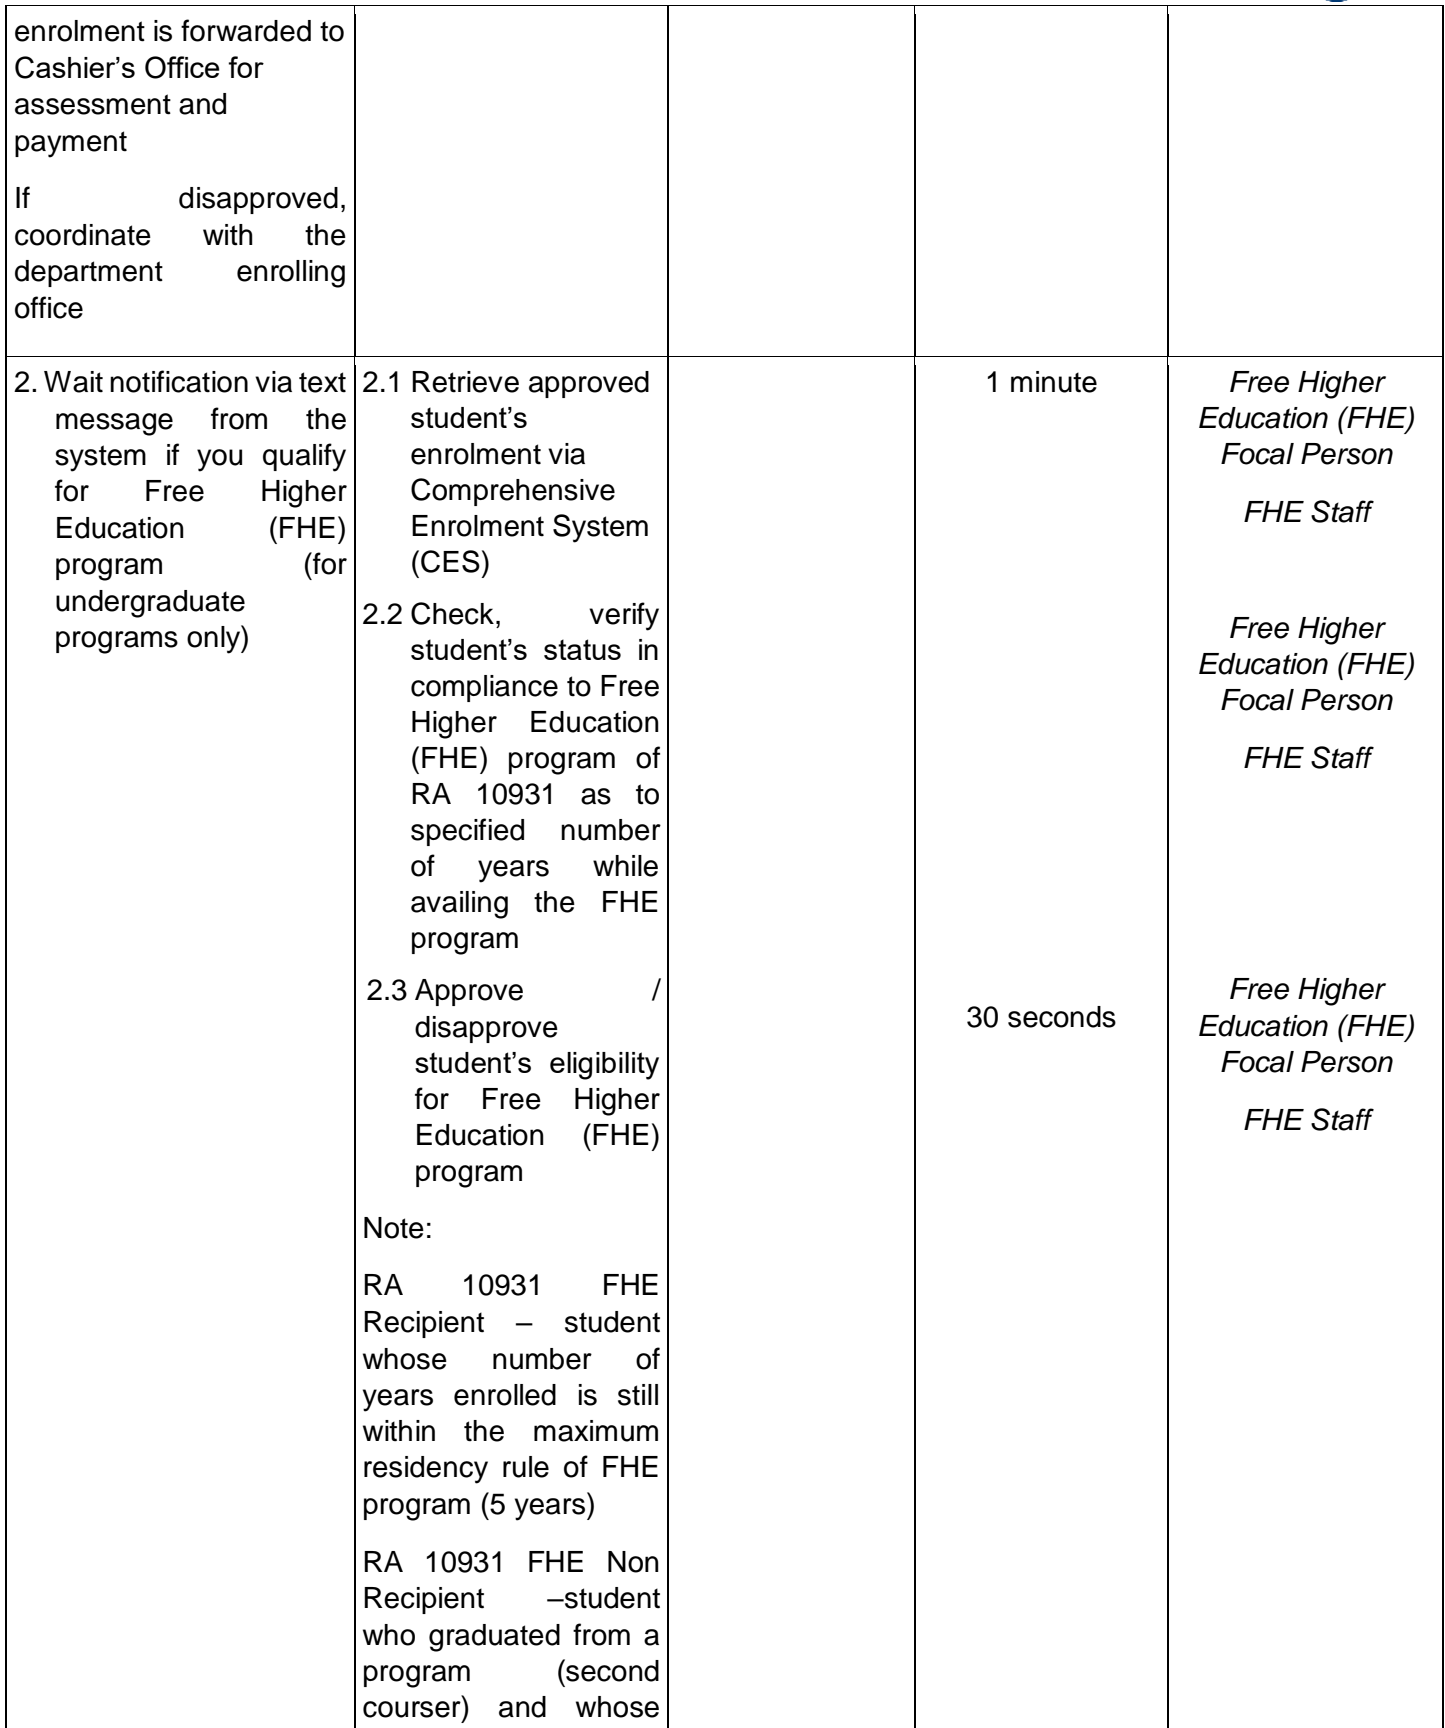 enrolment is forwarded to
Cashier’s Office for
assessment and
payment
If disapproved,
coordinate with the
department enrolling
office
2. Wait notification via text
message from the
system if you qualify
for Free Higher
Education (FHE)
program (for
undergraduate
programs only)
2.1 Retrieve approved
student’s
enrolment via
Comprehensive
Enrolment System
(CES)
2.2 Check, verify
student’s status in
compliance to Free
Higher Education
(FHE) program of
RA 10931 as to
specified number
of years while
availing the FHE
program
2.3 Approve /
disapprove
student’s eligibility
for Free Higher
Education (FHE)
program
Note:
RA 10931 FHE
Recipient – student
whose number of
years enrolled is still
within the maximum
residency rule of FHE
program (5 years)
RA 10931 FHE Non
Recipient –student
who graduated from a
program (second
courser) and whose
1 minute
30 seconds
Free Higher
Education (FHE)
Focal Person
FHE Staff
Free Higher
Education (FHE)
Focal Person
FHE Staff
Free Higher
Education (FHE)
Focal Person
FHE Staff